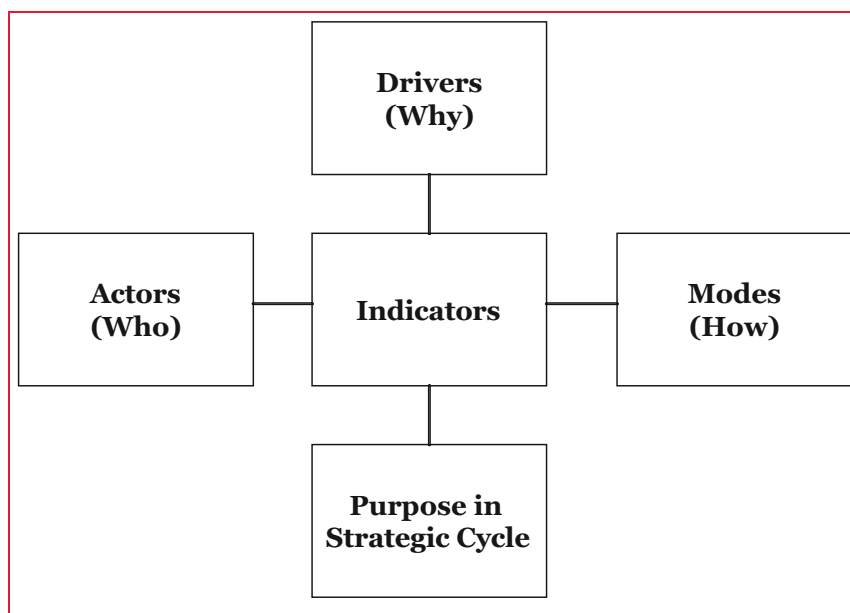 Drivers
(Why)
Actors
(Who)
Indicators
Modes
(How)
Purpose in
Strategic Cycle